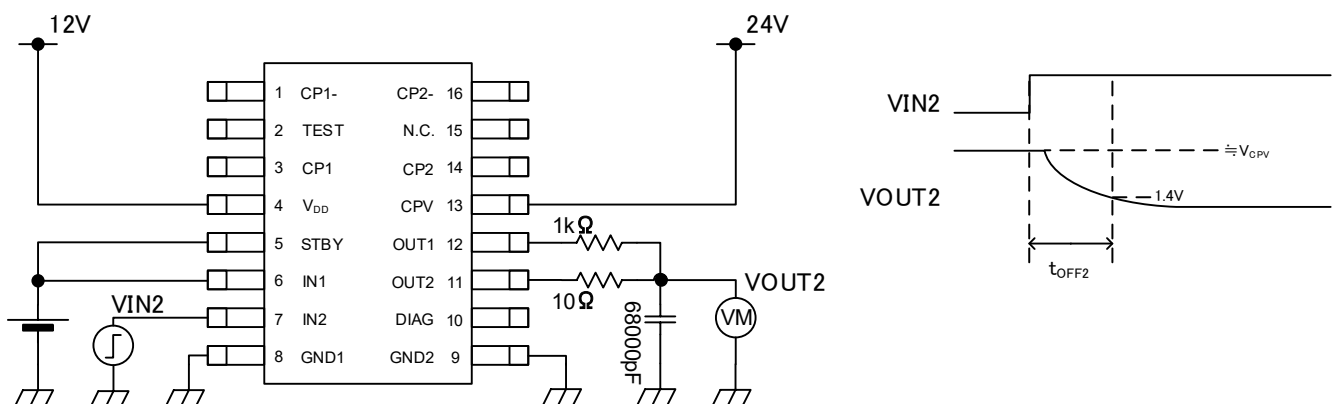 12V
24V
1 CP1- CP2- 16
2 TEST N.C. 15
3 CP1 CP2 14
4 VDD CPV 13
5 STBY OUT1 12
6 IN1 OUT2 11
7 IN2 DIAG 10
8 GND1 GND2 9
1kΩ
10Ω
68000pF
VOUT2
VM
VIN2
VIN2
≒VCPV
VOUT2
1.4V
tOFF2